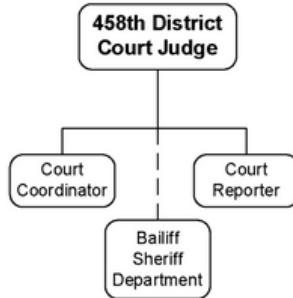 458th District
Court Judge
Court
Coordinator
Court
Reporter
Bailiff
Sheriff
Department